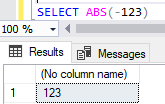 SELECT ABS(-123)
100 %
Results Messages
(No column name)
1 123